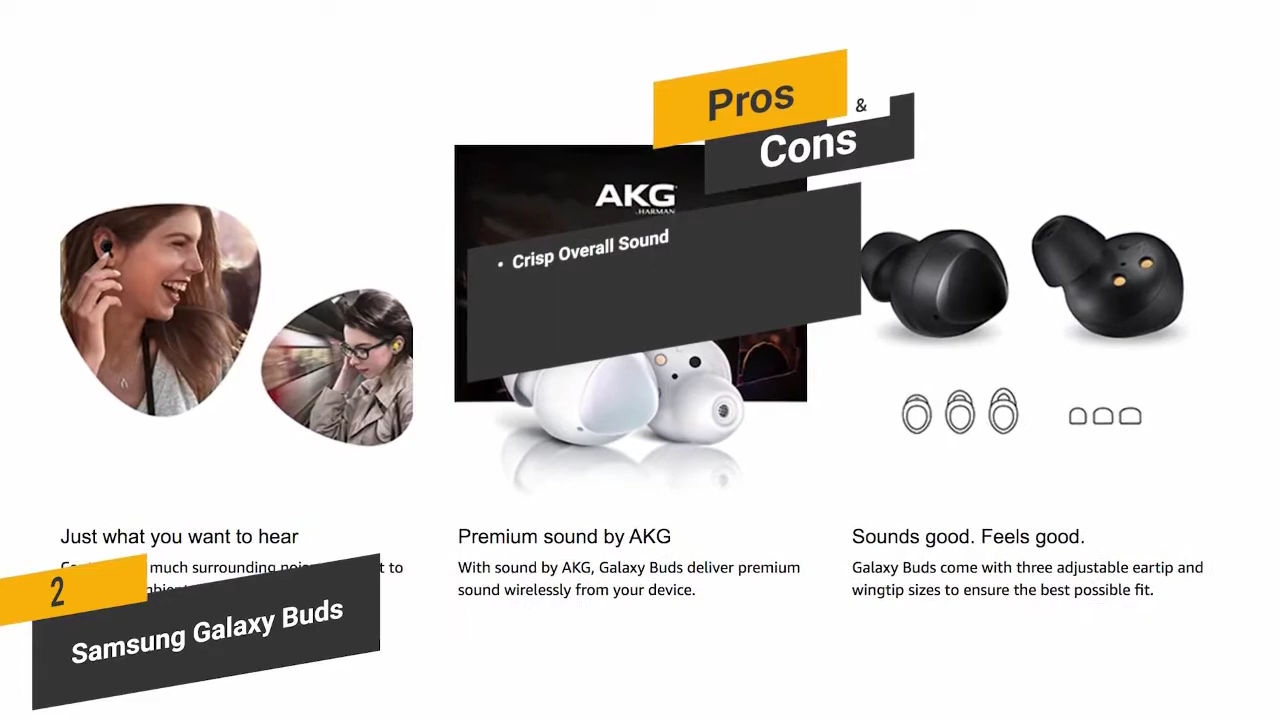 Pros
&
Cons
AKG
BY HARMAN
• Crisp Overall Sound
Just what you want to hear
much surrounding
to
Premium sound by AKG
With sound by AKG, Galaxy Buds deliver premium
sound wirelessly from your device.
Sounds good. Feels good.
Galaxy Buds come with three adjustable eartip and
wingtip sizes to ensure the best possible fit.
2
Samsung Galaxy Buds